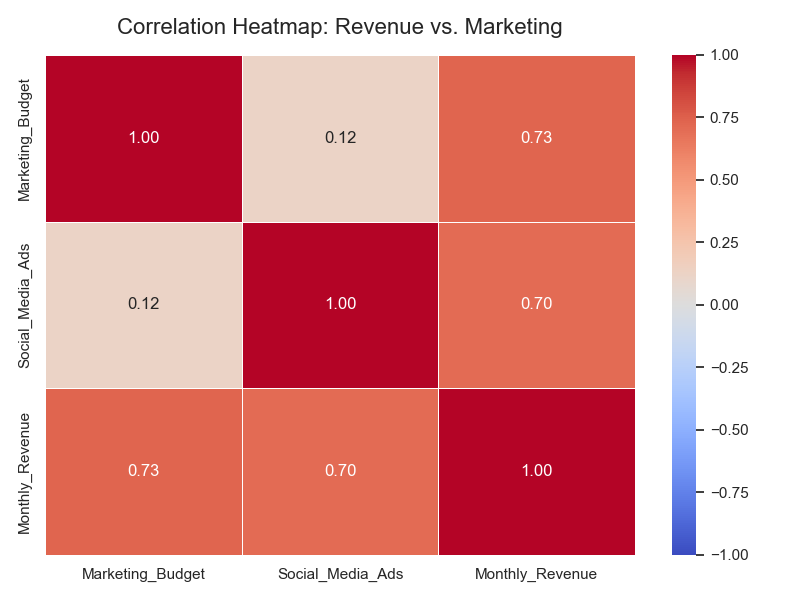 Correlation Heatmap: Revenue vs. Marketing
Marketing_Budget
1.00
0.12
0.73
Social_Media_Ads
0.12
1.00
0.70
Monthly_Revenue
0.73
0.70
1.00
Marketing_Budget
Social_Media_Ads
Monthly_Revenue
1.00
0.75
0.50
0.25
0.00
−0.25
−0.50
−0.75
−1.00